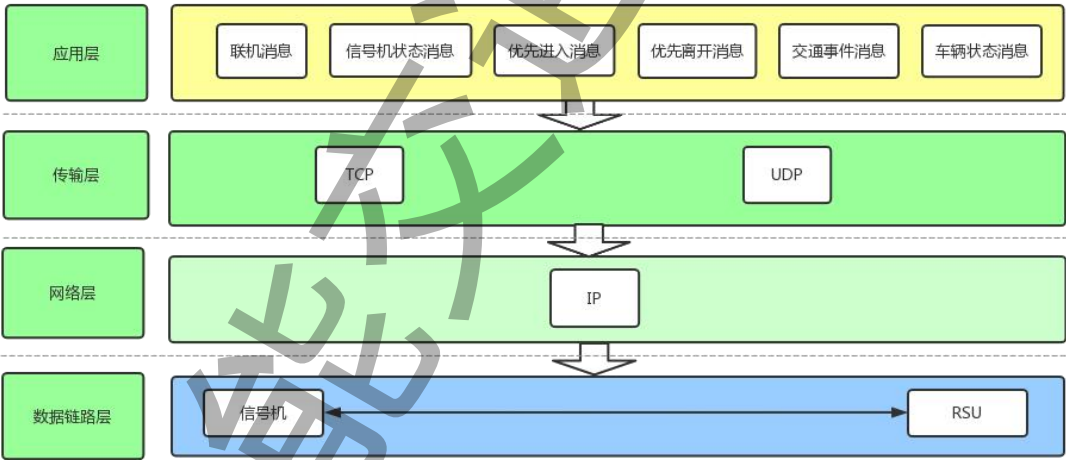 应用层
联机消息
信号机状态消息
优先进入消息
优先离开消息
交通事件消息
车辆状态消息
传输层
TCP
UDP
网络层
IP
数据链路层
信号机
RSU